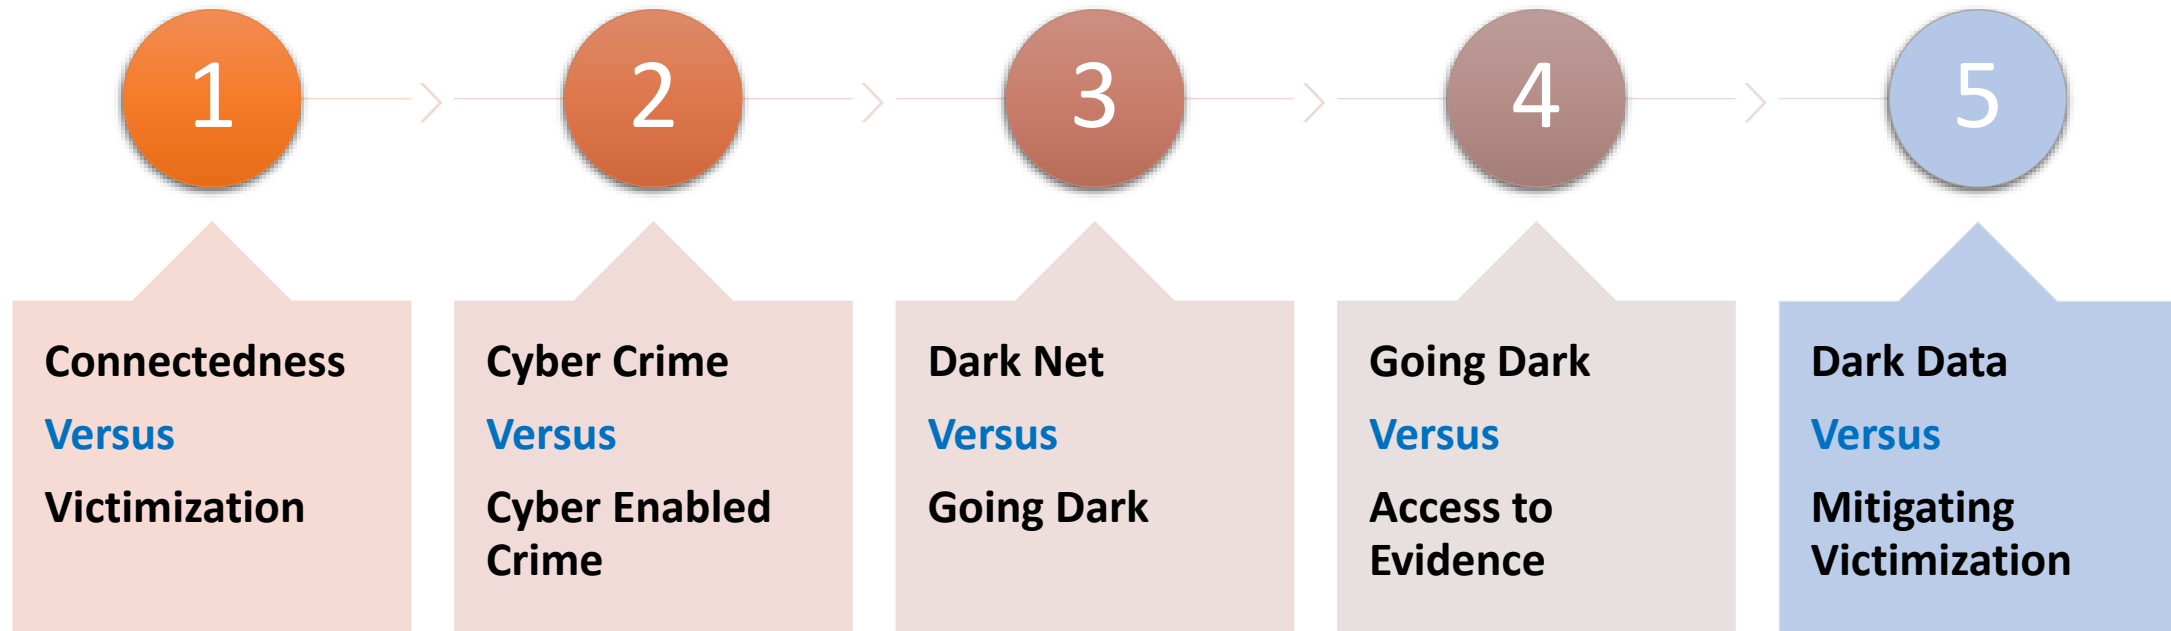 1
2
3
4
5
Connectedness
Versus
Victimization
Cyber Crime
Versus
Cyber Enabled
Crime
Dark Net
Versus
Going Dark
Going Dark
Versus
Access to
Evidence
Dark Data
Versus
Mitigating
Victimization